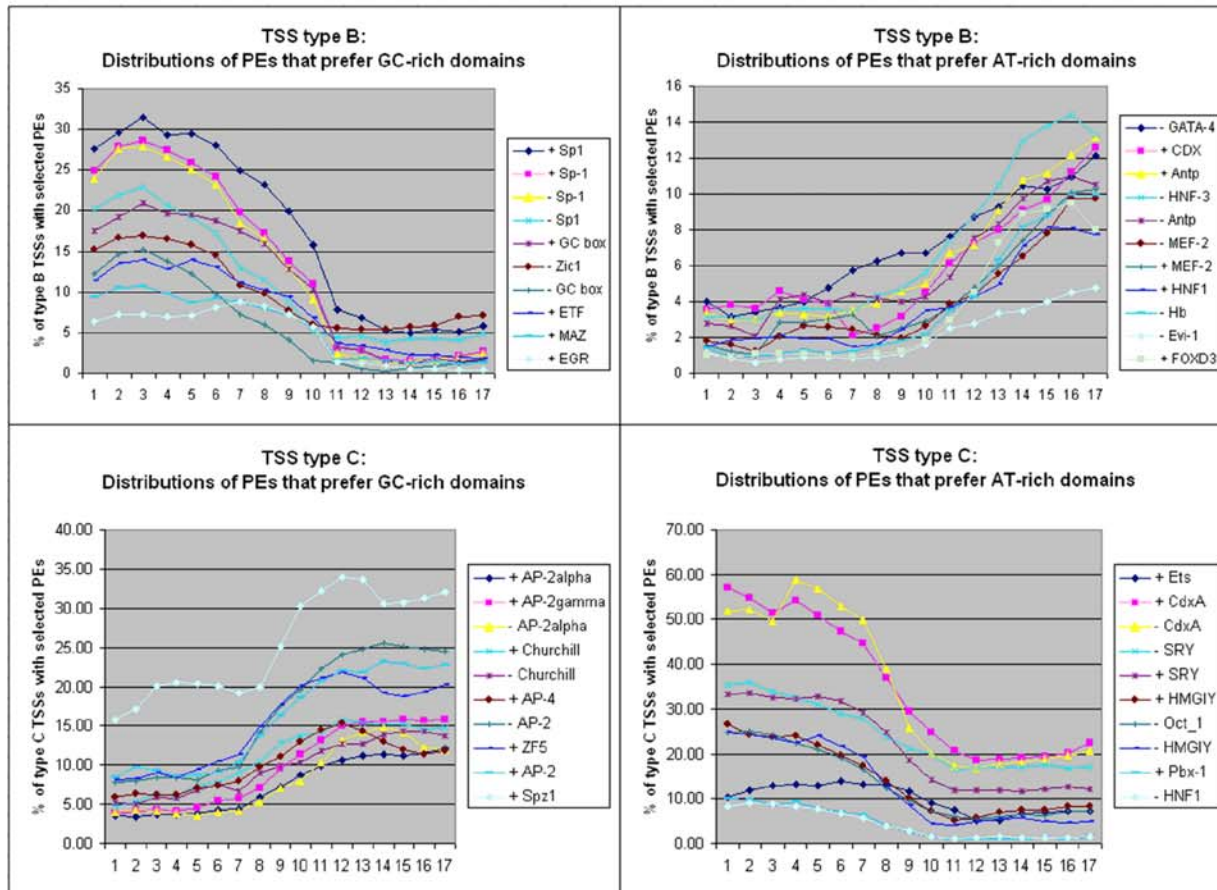 TSS type B:
Distributions of PEs that prefer GC-rich domains
% of type B TSSs with selected PEs
35
30
25
20
15
10
5
0
1 2 3 4 5 6 7 8 9 10 11 12 13 14 15 16 17
+ Sp1
+ Sp-1
- Sp-1
- Sp1
+ GC box
- Zic1
- GC box
+ ETF
+ MAZ
+ EGR
TSS type B:
Distributions of PEs that prefer AT-rich domains
% of type B TSSs with selected PEs
16
14
12
10
8
6
4
2
0
1 2 3 4 5 6 7 8 9 10 11 12 13 14 15 16 17
- GATA-4
+ CDX
+ Antp
- HNF-3
- Antp
- MEF-2
+ MEF-2
+ HNF1
- Hb
- Evi-1
+ FOXD3
TSS type C:
Distributions of PEs that prefer GC-rich domains
% of type C TSSs with selected PEs
40.00
35.00
30.00
25.00
20.00
15.00
10.00
5.00
0.00
1 2 3 4 5 6 7 8 9 10 11 12 13 14 15 16 17
+ AP-2alpha
+ AP-2gamma
- AP-2alpha
+ Churchill
- Churchill
+ AP-4
- AP-2
+ ZF5
+ AP-2
+ Spz1
TSS type C:
Distributions of PEs that prefer AT-rich domains
% of type C TSSs with selected PEs
70.00
60.00
50.00
40.00
30.00
20.00
10.00
0.00
1 2 3 4 5 6 7 8 9 10 11 12 13 14 15 16 17
+ Ets
+ CdxA
- CdxA
- SRY
+ SRY
+ HMGIY
- Oct_1
- HMGIY
+ Pbx-1
- HNF1